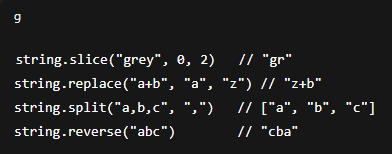 g
string.slice("grey", 0, 2)   // "gr"
string.replace("a+b", "a", "z") // "z+b"
string.split("a,b,c", ",")   // ["a", "b", "c"]
string.reverse("abc")        // "cba"